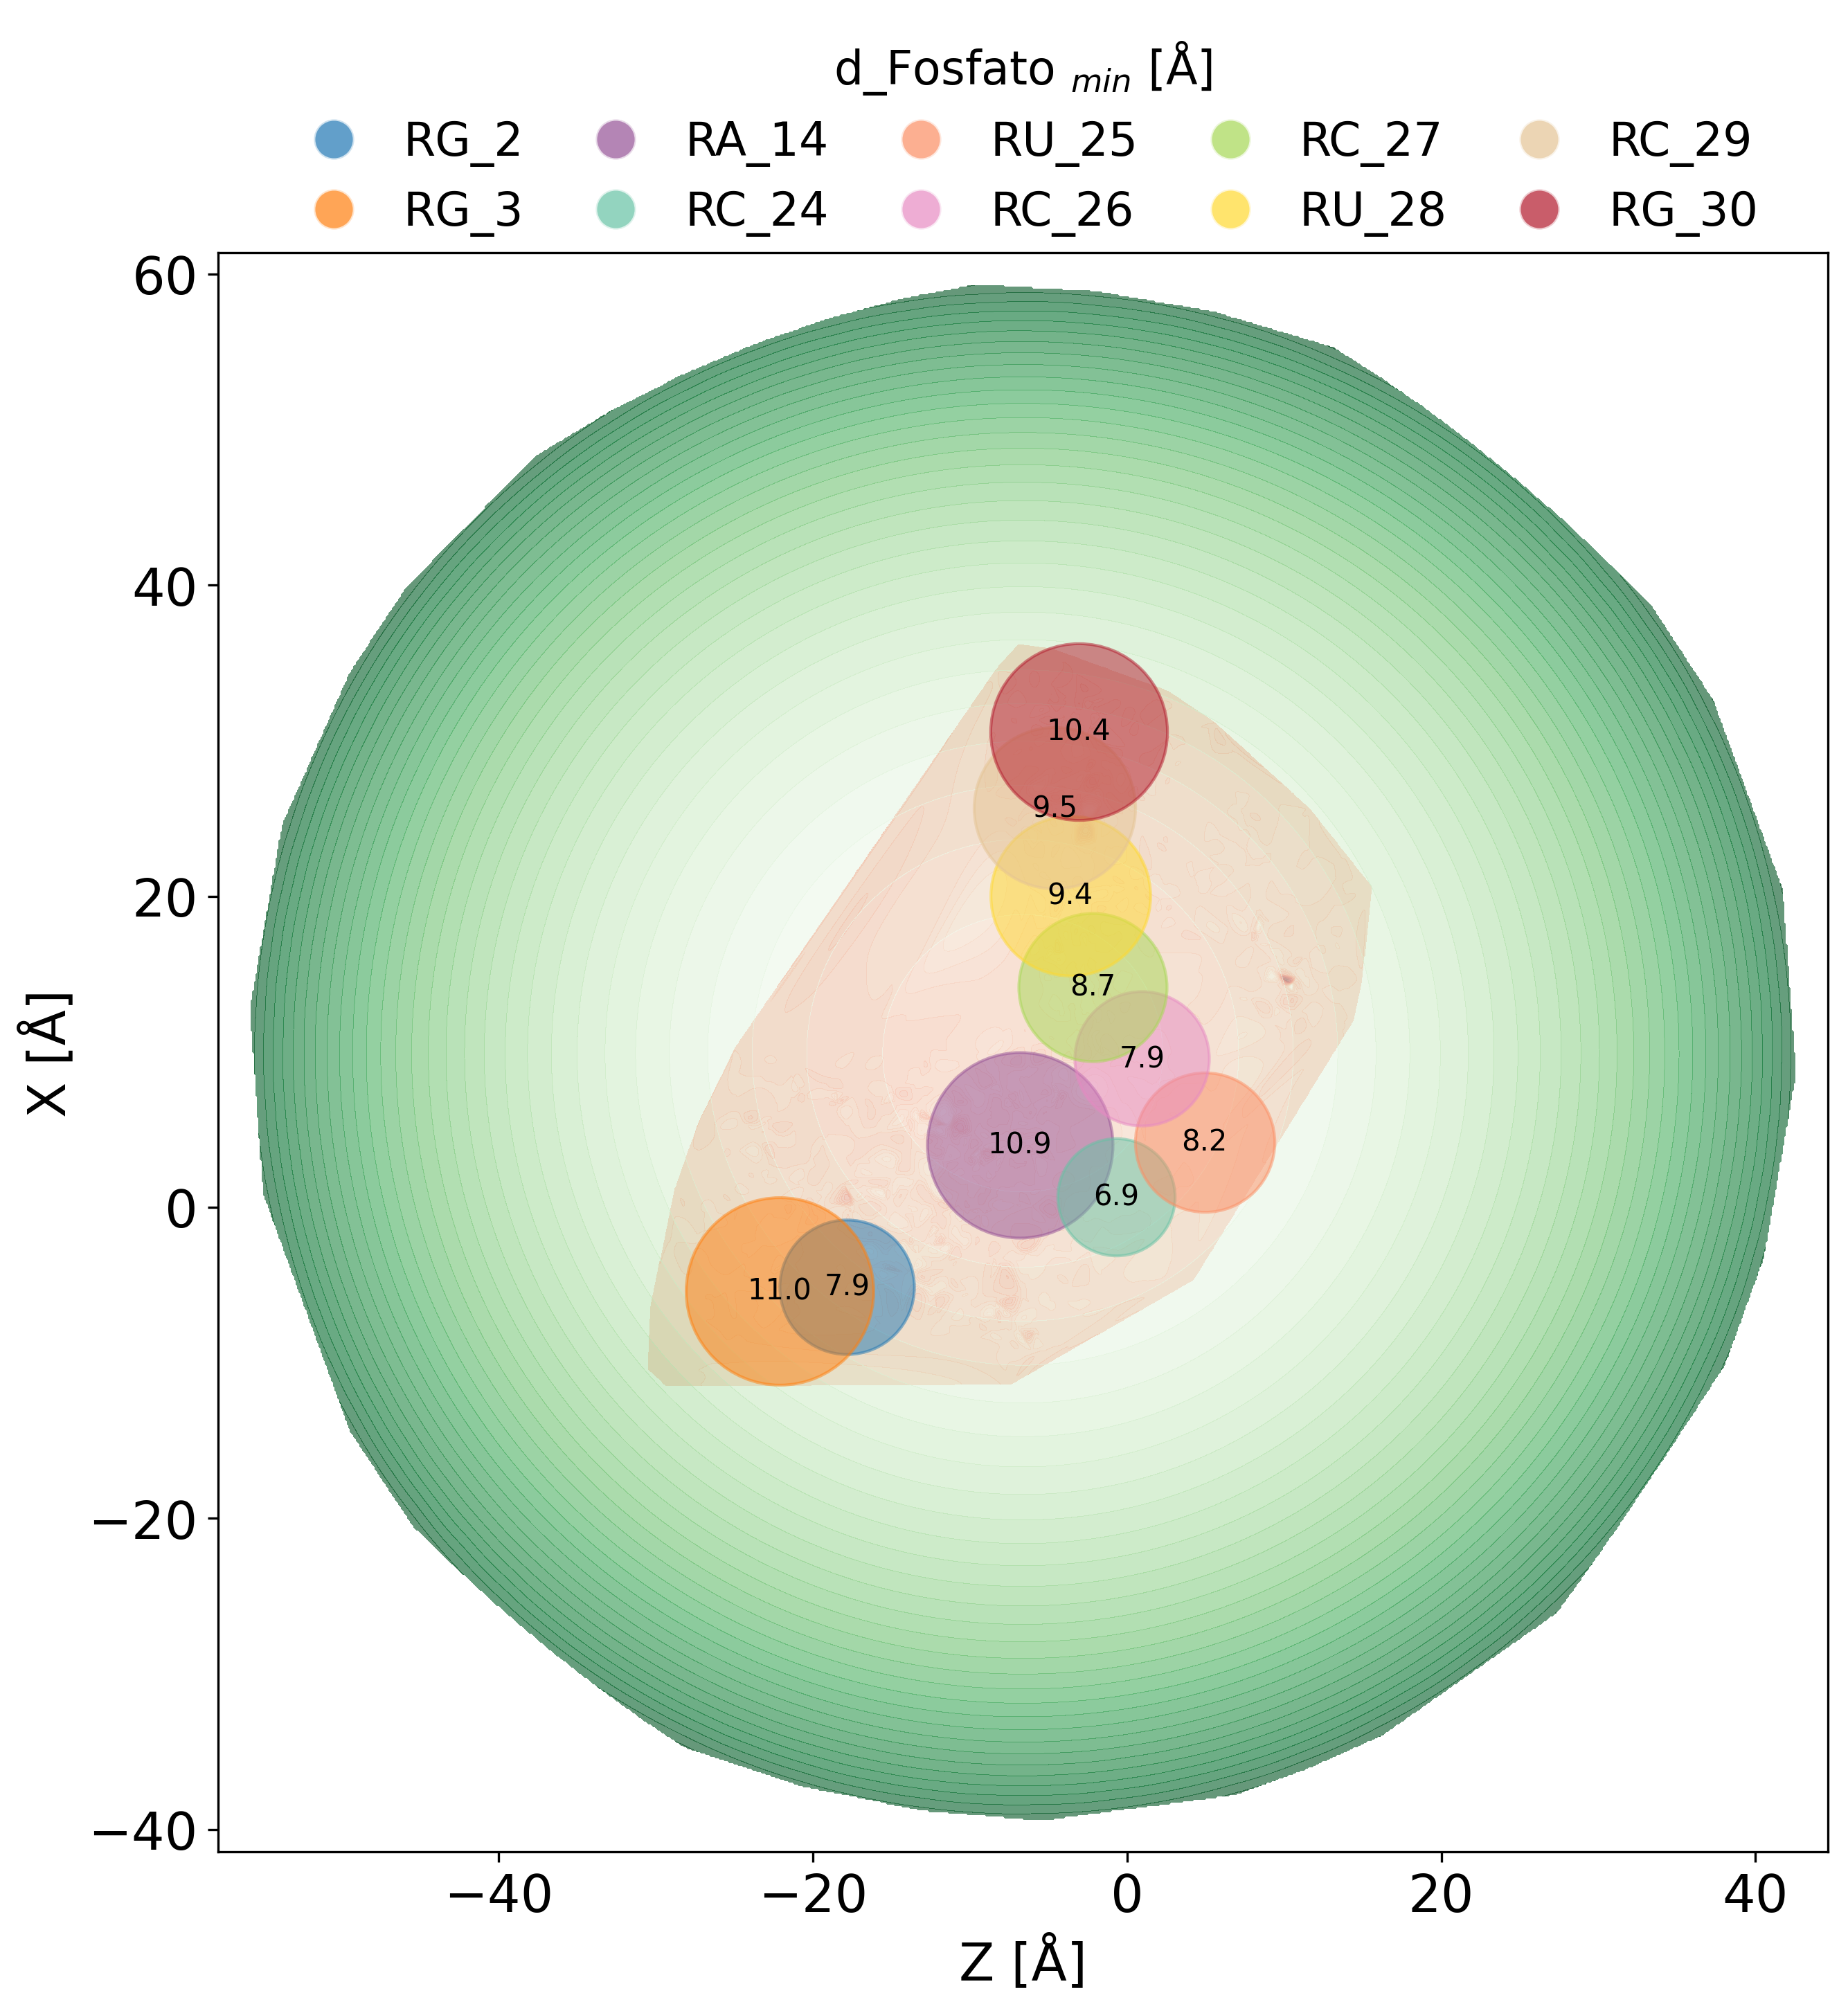 d_Fosfato min [Å]
RG_2 RA_14 RU_25 RC_27 RC_29
RG_3 RC_24 RC_26 RU_28 RG_30
60
40
20
0
−20
−40
X [Å]
10.4
9.5
9.4
8.7
7.9
10.9
8.2
6.9
11.0 7.9
−40 −20 0 20 40
Z [Å]